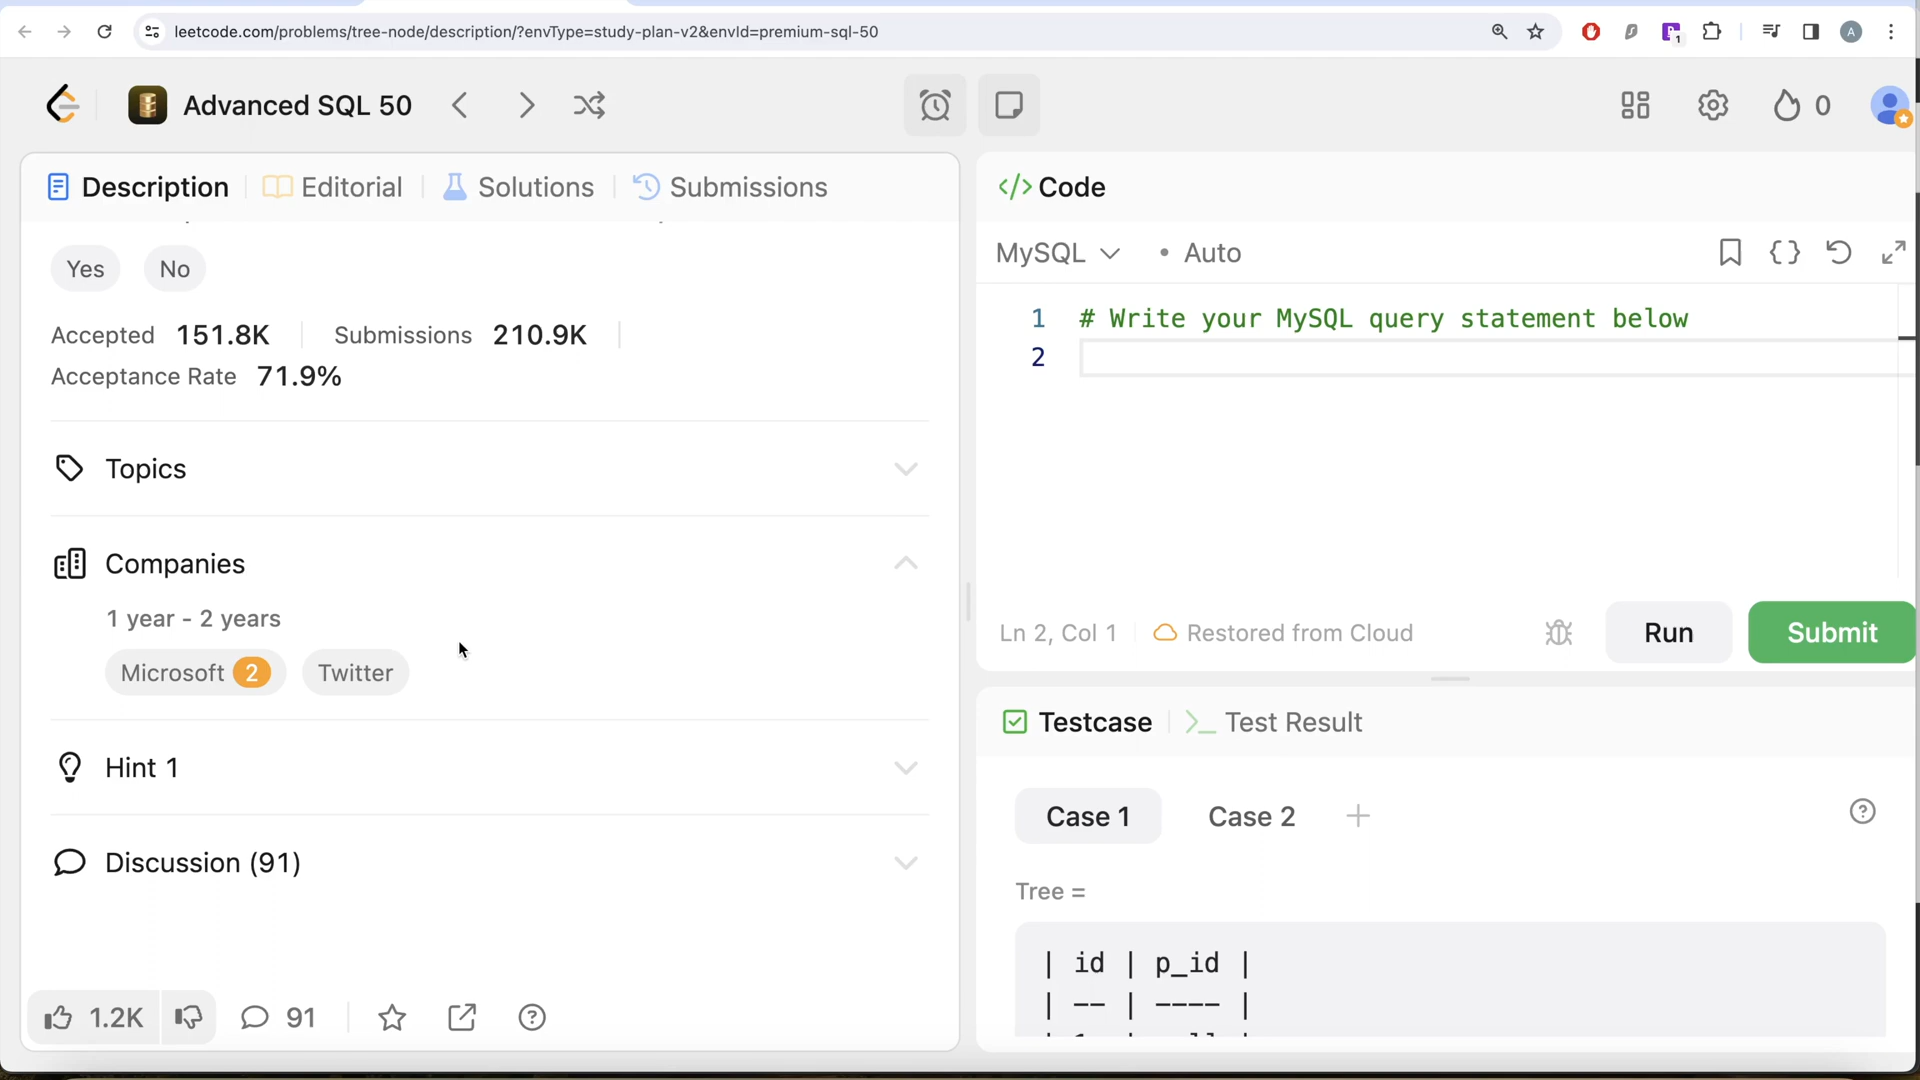 leetcode.com/problems/tree-node/description/?envType=study-plan-v2&envId=premium-sql-50
1
A
Advanced SQL 50
0
Description
Editorial
Solutions
Submissions
Yes
No
Accepted 151.8K
Submissions 210.9K
Acceptance Rate 71.9%
Topics
Companies
1 year - 2 years
Microsoft 2
Twitter
Hint 1
Discussion (91)
1.2K
91
</> Code
MySQL
• Auto
1 # Write your MySQL query statement below
2
Ln 2, Col 1
Restored from Cloud
Run
Submit
Testcase
>_ Test Result
Case 1
Case 2
Tree =
| id | p_id |
| -- | ---- |